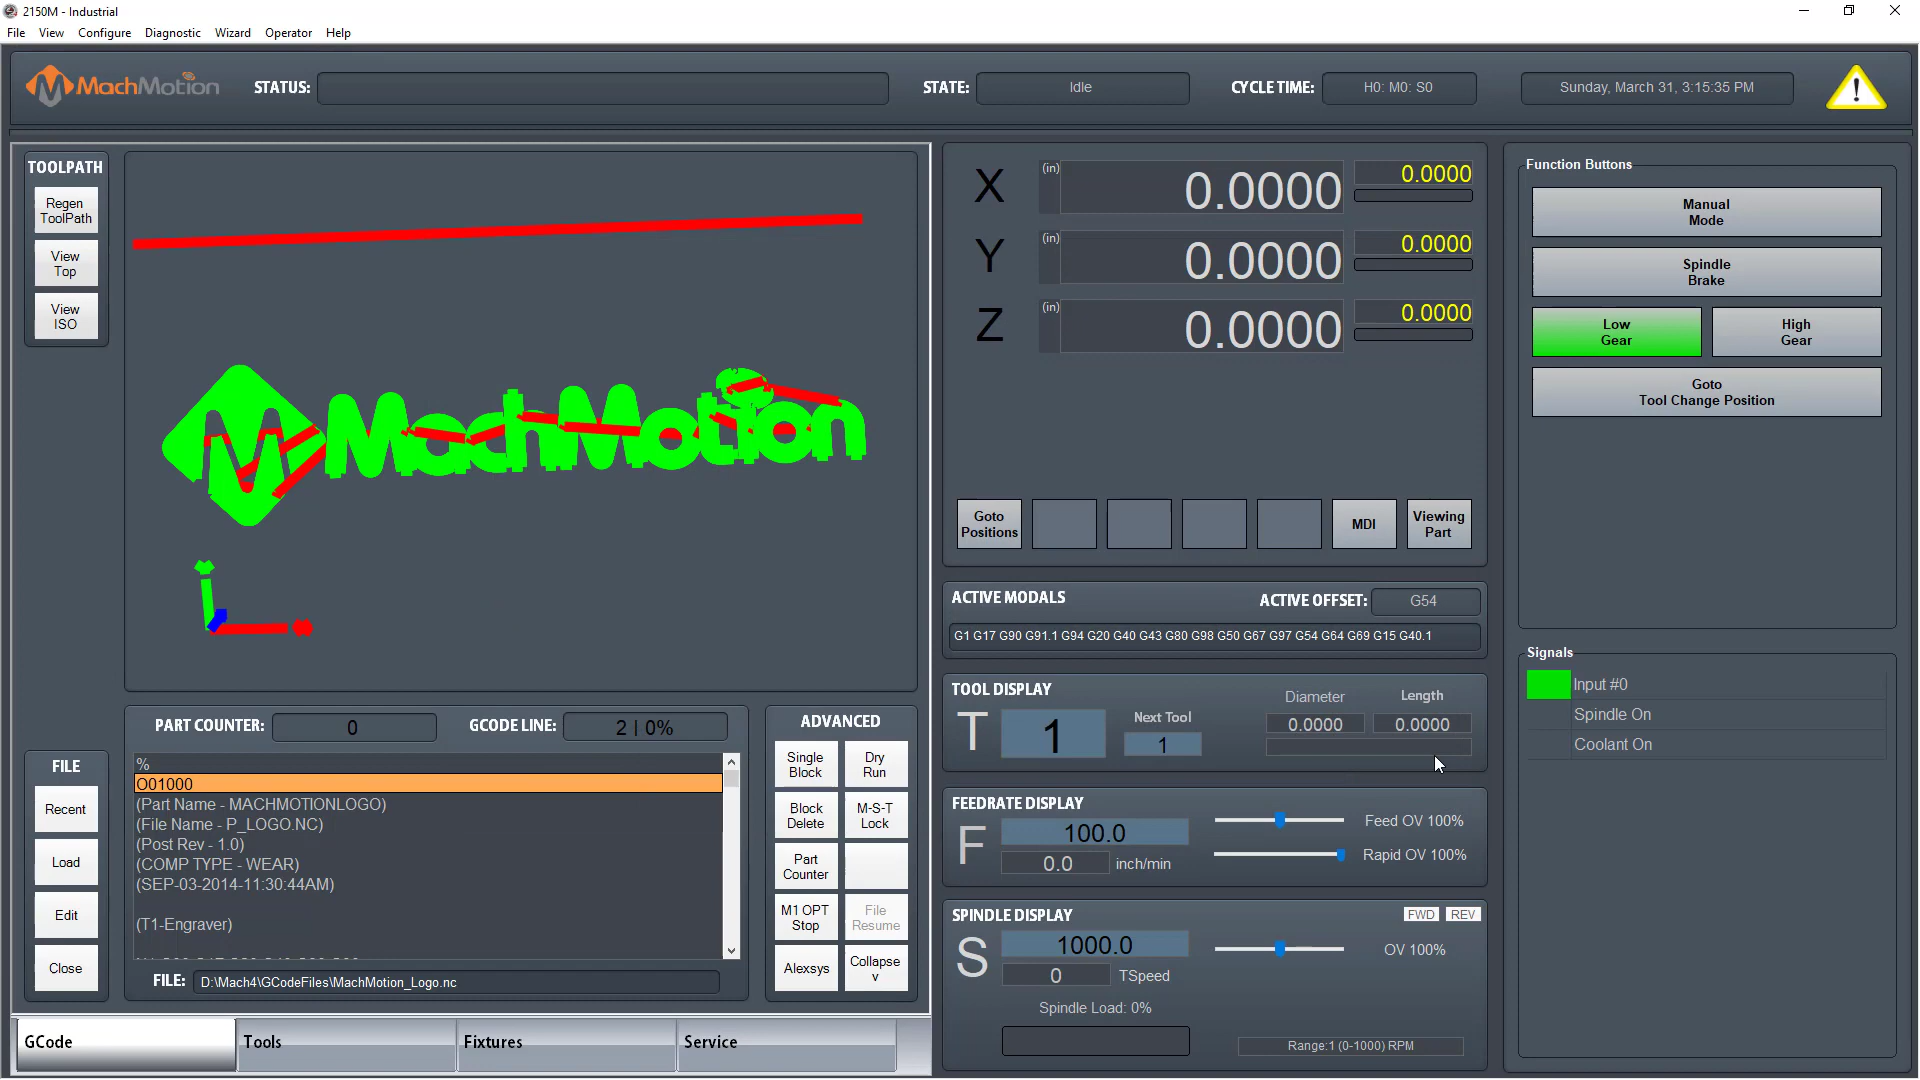 2150M - Industrial
File View Configure Diagnostic Wizard Operator Help
MachMotion
STATUS:
STATE: Idle
CYCLE TIME: H0: M0: S0
Sunday, March 31, 3:15:35 PM
TOOLPATH
Regen
ToolPath
View
Top
View
ISO
MachMotion
X (in) 0.0000 0.0000
Y (in) 0.0000 0.0000
Z (in) 0.0000 0.0000
Goto
Positions
MDI
Viewing
Part
ACTIVE MODALS
ACTIVE OFFSET: G54
G1 G17 G90 G91.1 G94 G20 G40 G43 G80 G98 G50 G67 G97 G54 G64 G69 G15 G40.1
TOOL DISPLAY
T 1
Next Tool
1
Diameter
0.0000
Length
0.0000
FEEDRATE DISPLAY
F 100.0
0.0 inch/min
Feed OV 100%
Rapid OV 100%
SPINDLE DISPLAY
FWD REV
S 1000.0
0 TSpeed
OV 100%
Spindle Load: 0%
Range:1 (0-1000) RPM
Function Buttons
Manual
Mode
Spindle
Brake
Low
Gear
High
Gear
Goto
Tool Change Position
Signals
Input #0
Spindle On
Coolant On
FILE
Recent
Load
Edit
Close
PART COUNTER: 0
GCODE LINE: 2 | 0%
%
O01000
(Part Name - MACHMOTIONLOGO)
(File Name - P_LOGO.NC)
(Post Rev - 1.0)
(COMP TYPE - WEAR)
(SEP-03-2014-11:30:44AM)
(T1-Engraver)
FILE: D:\Mach4\GCodeFiles\MachMotion_Logo.nc
ADVANCED
Single
Block
Dry
Run
Block
Delete
M-S-T
Lock
Part
Counter
M1 OPT
Stop
File
Resume
Alexsys
Collapse
v
GCode
Tools
Fixtures
Service